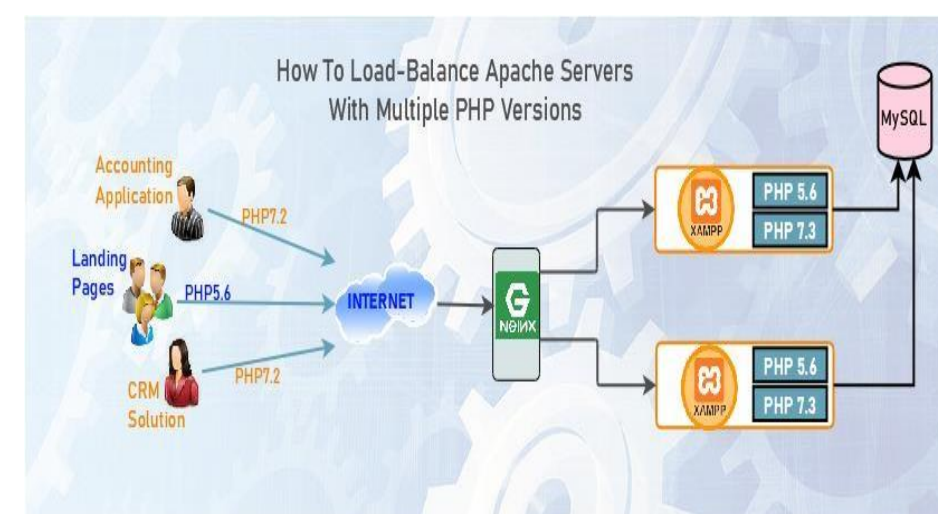 How To Load-Balance Apache Servers
With Multiple PHP Versions
MySQL
Accounting
Application
PHP7.2
Landing
Pages
PHP5.6
CRM
Solution
PHP7.2
INTERNET
G
NGINX
XAMPP
PHP 5.6
PHP 7.3
XAMPP
PHP 5.6
PHP 7.3